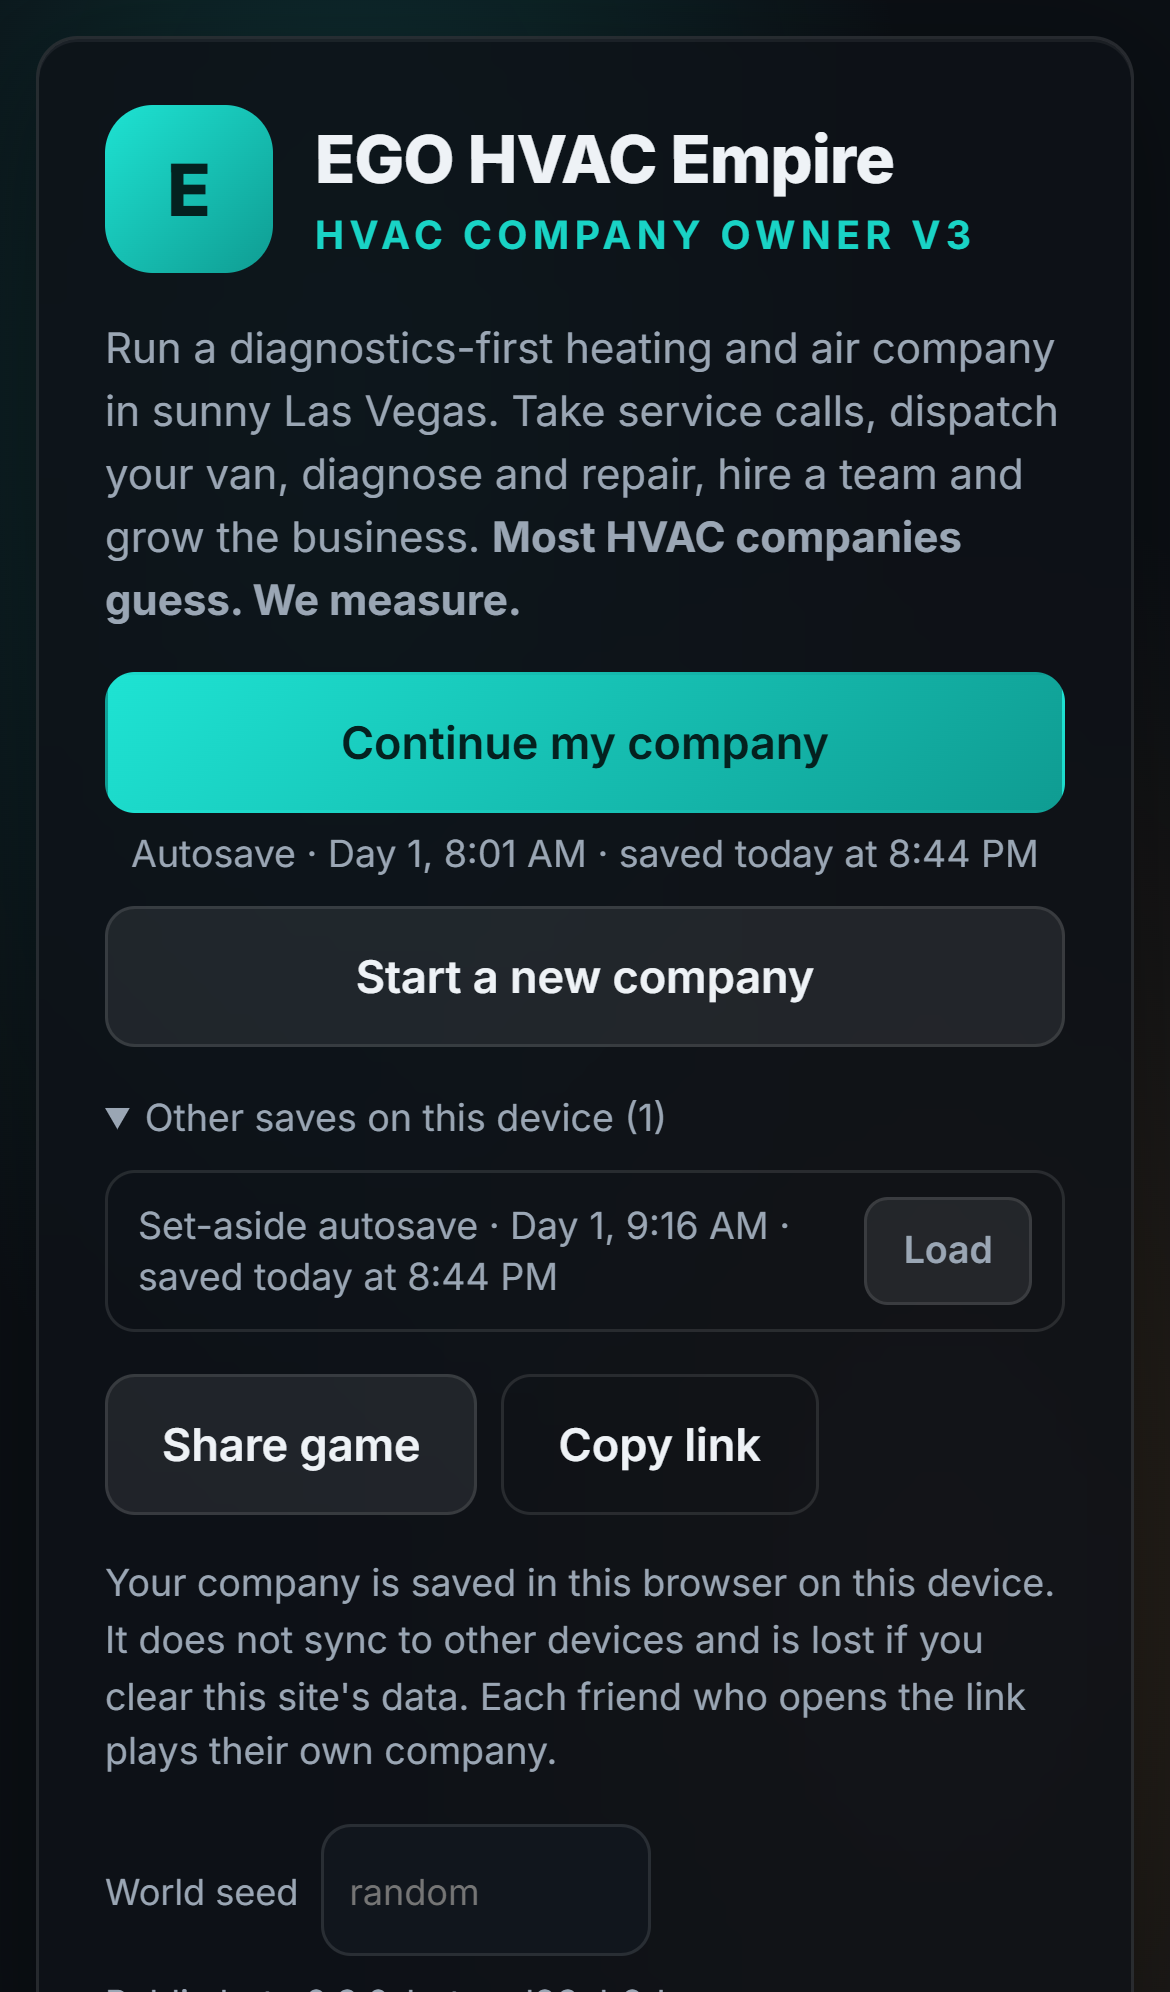 E
EGO HVAC Empire
HVAC COMPANY OWNER V3
Run a diagnostics-first heating and air company
in sunny Las Vegas. Take service calls, dispatch
your van, diagnose and repair, hire a team and
grow the business. Most HVAC companies
guess. We measure.
Continue my company
Autosave · Day 1, 8:01 AM · saved today at 8:44 PM
Start a new company
▼ Other saves on this device (1)
Set-aside autosave · Day 1, 9:16 AM ·
saved today at 8:44 PM
Load
Share game
Copy link
Your company is saved in this browser on this device.
It does not sync to other devices and is lost if you
clear this site's data. Each friend who opens the link
plays their own company.
World seed
random